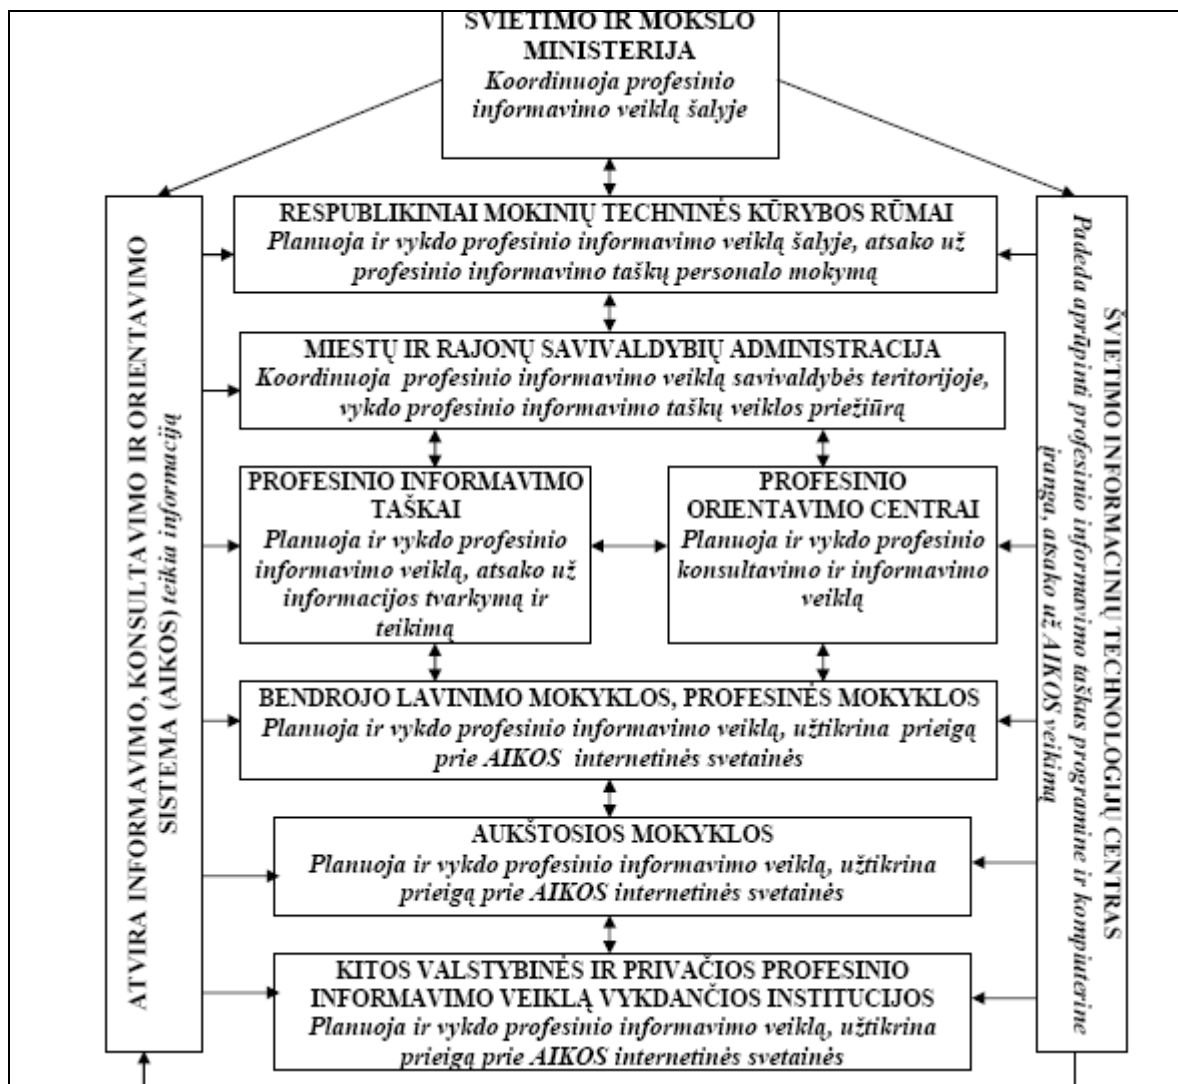 ŠVIETIMO IR MOKSLO
MINISTERIJA
Koordinuoja profesinio
informavimo veiklą šalyje
ATVIRA INFORMAVIMO, KONSULTAVIMO IR ORIENTAVIMO
SISTEMA (AIKOS) teikia informaciją
RESPUBLIKINIAI MOKINIŲ TECHNINĖS KŪRYBOS RŪMAI
Planuoja ir vykdo profesinio informavimo veiklą šalyje, atsako už
profesinio informavimo taškų personalo mokymą
MIESTŲ IR RAJONŲ SAVIVALDYBIŲ ADMINISTRACIJA
Koordinuoja profesinio informavimo veiklą savivaldybės teritorijoje,
vykdo profesinio informavimo taškų veiklos priežiūrą
PROFESINIO INFORMAVIMO
TAŠKAI
Planuoja ir vykdo profesinio
informavimo veiklą, atsako už
informacijos tvarkymą ir
teikimą
PROFESINIO
ORIENTAVIMO CENTRAI
Planuoja ir vykdo profesinio
konsultavimo ir informavimo
veiklą
BENDROJO LAVINIMO MOKYKLOS, PROFESINĖS MOKYKLOS
Planuoja ir vykdo profesinio informavimo veiklą, užtikrina prieigą
prie AIKOS internetinės svetainės
AUKŠTOSIOS MOKYKLOS
Planuoja ir vykdo profesinio informavimo veiklą, užtikrina
prieigą prie AIKOS internetinės svetainės
KITOS VALSTYBINĖS IR PRIVAČIOS PROFESINIO
INFORMAVIMO VEIKLĄ VYKDANČIOS INSTITUCIJOS
Planuoja ir vykdo profesinio informavimo veiklą, užtikrina
prieigą prie AIKOS internetinės svetainės
ŠVIETIMO INFORMACINIŲ TECHNOLOGIJŲ CENTRAS
Padeda aprūpinti profesinio informavimo taškus programine ir kompiuterine
įranga, atsako už AIKOS veikimą